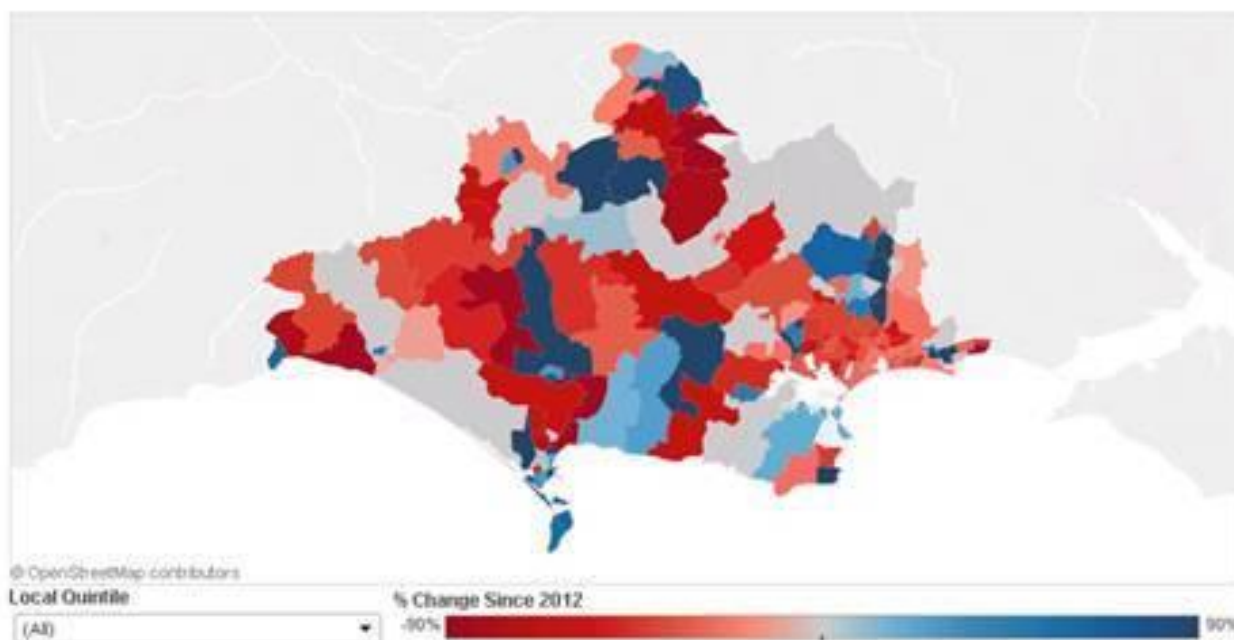 © OpenStreetMap contributors
Local Quintile
(All)
% Change Since 2012
-90%
90%